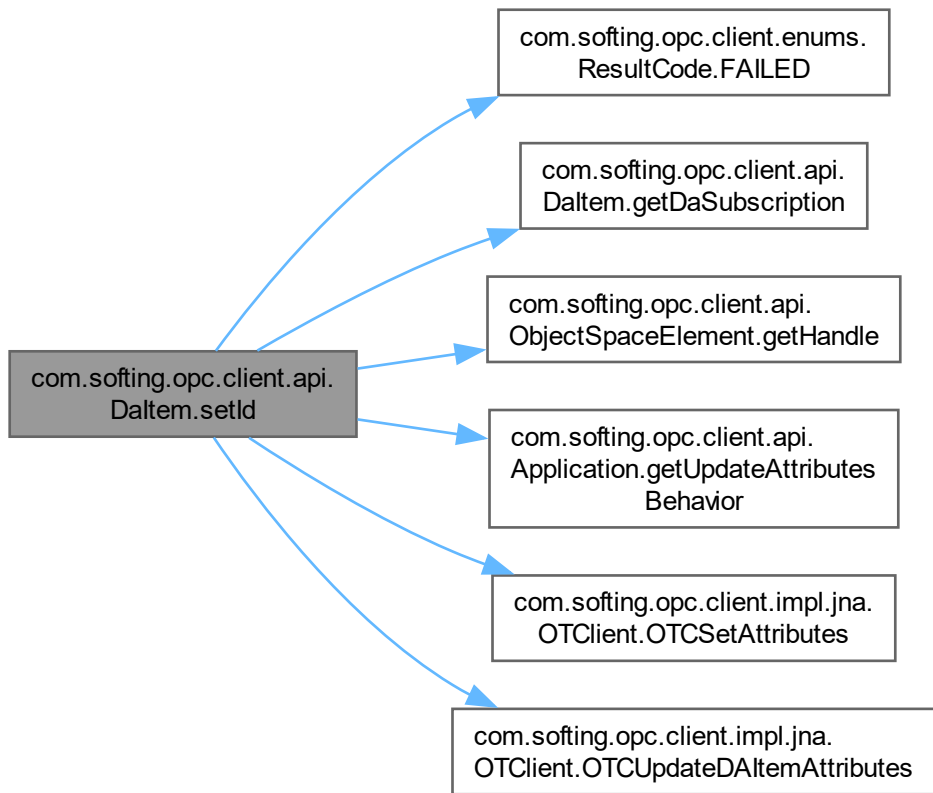 com.softing.opc.client.enums.
ResultCode.FAILED
com.softing.opc.client.api.
DaItem.getDaSubscription
com.softing.opc.client.api.
ObjectSpaceElement.getHandle
com.softing.opc.client.api.
DaItem.setId
com.softing.opc.client.api.
Application.getUpdateAttributes
Behavior
com.softing.opc.client.impl.jna.
OTClient.OTCSetAttributes
com.softing.opc.client.impl.jna.
OTClient.OTCUpdateDAItemAttributes